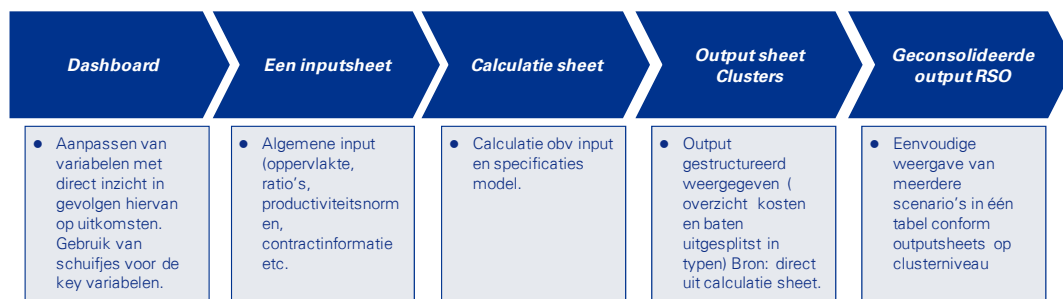 Dashboard
Een inputsheet
Calculatie sheet
Output sheet
Clusters
Geconsolideerde
output RSO
● Aanpassen van
variabelen met
direct inzicht in
gevolgen hiervan
op uitkomsten.
Gebruik van
schuifjes voor de
key variabelen.
● Algemene input
(oppervlakte,
ratio's,
productiviteitsnorm
en,
contractinformatie
etc.
● Calculatie obv input
en specificaties
model.
● Output
gestructureerd
weergegeven (
overzicht kosten
en baten
uitgesplitst in
typen) Bron: direct
uit calculatie sheet.
● Eenvoudige
weergave van
meerdere
scenario's in één
tabel conform
outputsheets op
clusterniveau